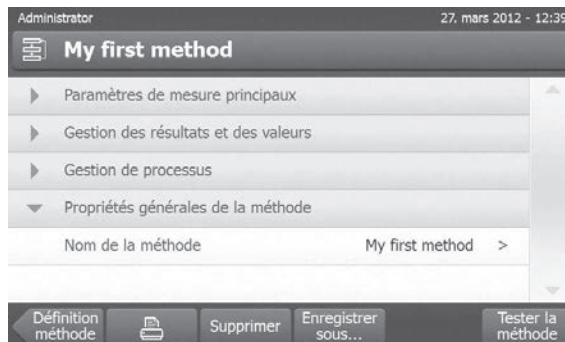 Administrator
27. mars 2012 - 12:39
My first method
Paramètres de mesure principaux
Gestion des résultats et des valeurs
Gestion de processus
Propriétés générales de la méthode
Nom de la méthode My first method >
Définition
méthode
Supprimer
Enregistrer
sous...
Tester la
méthode